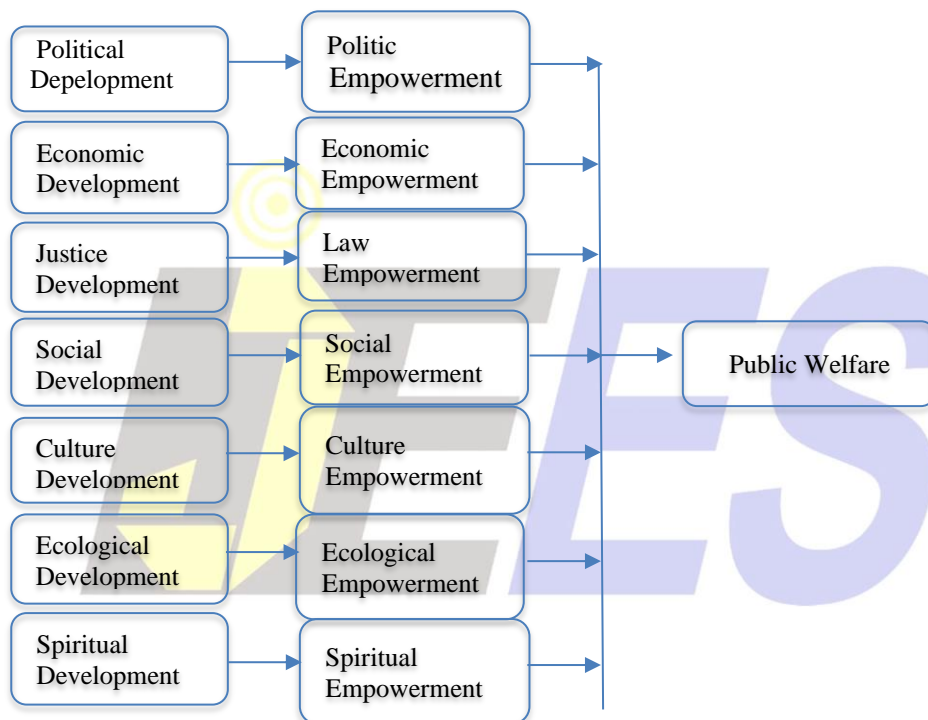 Political
Depelopment
Politic
Empowerment
Economic
Development
Economic
Empowerment
Justice
Development
Law
Empowerment
Social
Development
Social
Empowerment
Public Welfare
Culture
Development
Culture
Empowerment
Ecological
Development
Ecological
Empowerment
Spiritual
Development
Spiritual
Empowerment
JEES